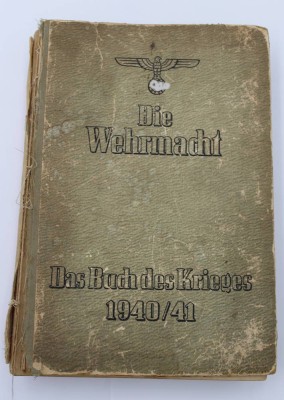 Die
Wehrmacht
Das Buch des Krieges
1940/41